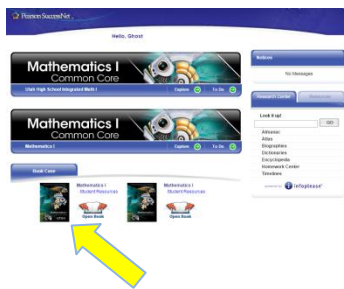 Pearson SuccessNet
Hello, Ghost
Mathematics I
Common Core
Utah High School Integrated Math I
Explore
To Do
Mathematics I
Common Core
Mathematics I
Explore
To Do
Book Case
Mathematics I
Student Resources
Open Book
Mathematics I
Student Resources
Open Book
Notices
No Messages
Research Center
Look it up!
GO
Almanac
Atlas
Biographies
Dictionaries
Encyclopedia
Homework Center
Timelines
powered by Infoplease